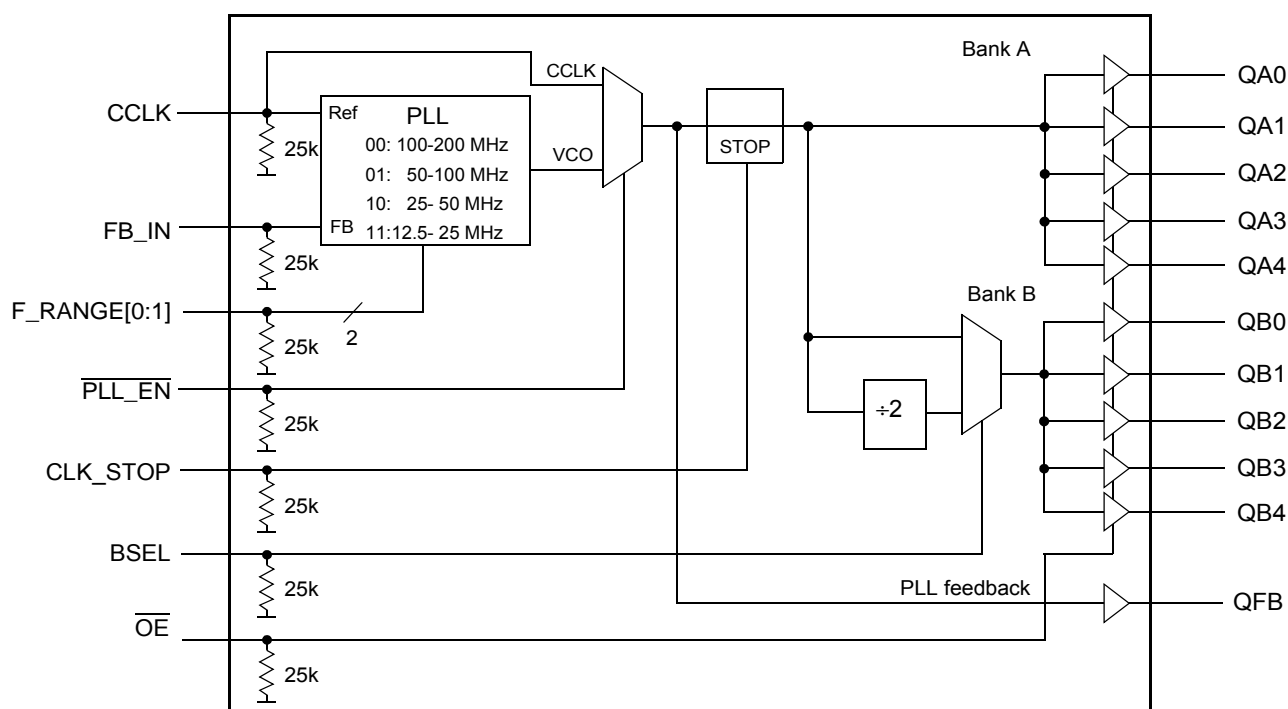 CCLK
25k
FB_IN
25k
F_RANGE[0:1]
25k
2
PLL_EN
25k
CLK_STOP
25k
BSEL
25k
OE
25k
Ref
PLL
00: 100-200 MHz
01: 50-100 MHz
10: 25- 50 MHz
FB
11:12.5- 25 MHz
CCLK
VCO
STOP
÷2
Bank A
QA0
QA1
QA2
QA3
QA4
Bank B
QB0
QB1
QB2
QB3
QB4
PLL feedback
QFB